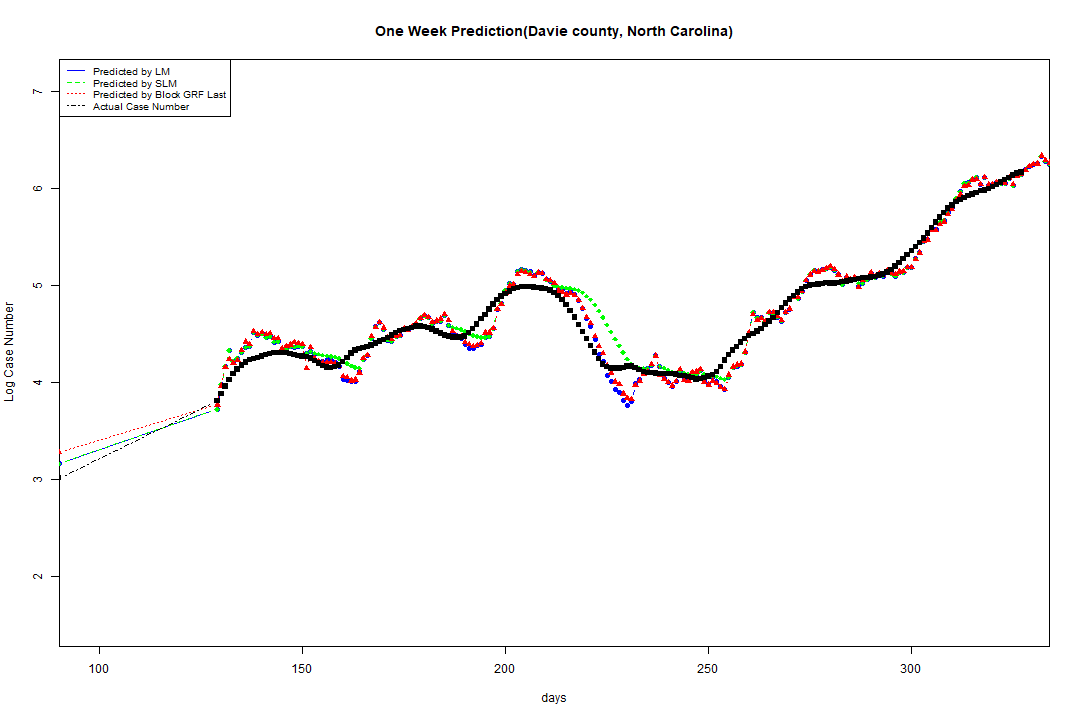 One Week Prediction(Davie county, North Carolina)
Predicted by LM
Predicted by SLM
Predicted by Block GRF Last
Actual Case Number
7
6
5
4
3
2
Log Case Number
100 150 200 250 300
days